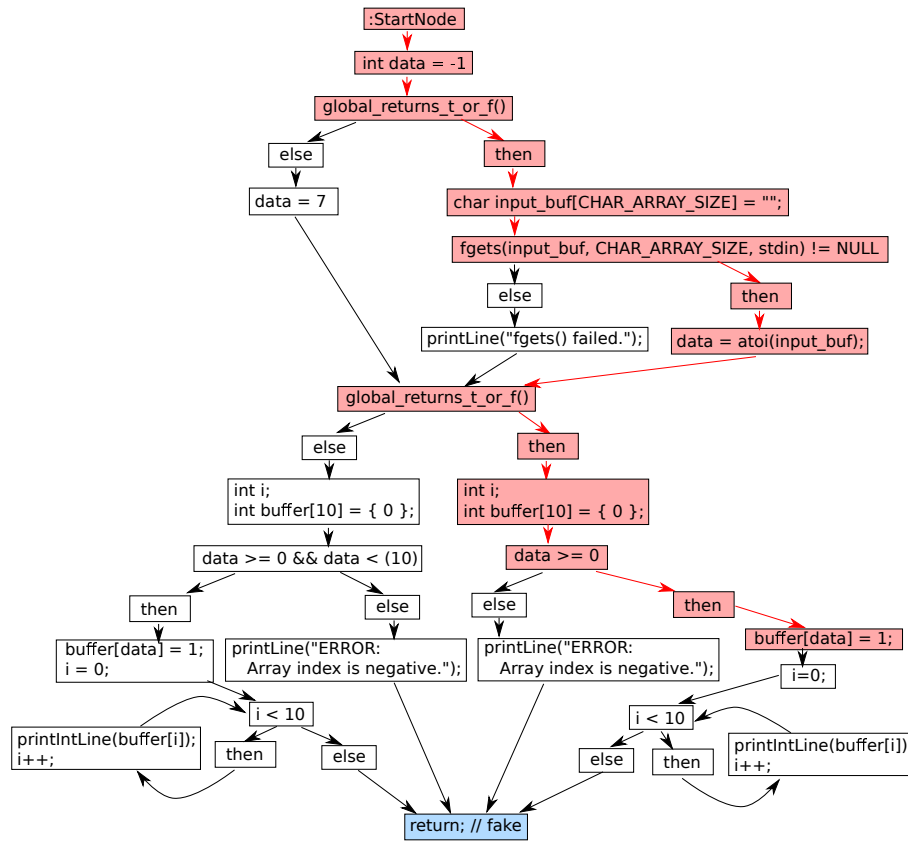 :StartNode
int data = -1
global_returns_t_or_f()
else
then
data = 7
char input_buf[CHAR_ARRAY_SIZE] = "";
fgets(input_buf, CHAR_ARRAY_SIZE, stdin) != NULL
else
then
printLine("fgets() failed.");
data = atoi(input_buf);
global_returns_t_or_f()
else
then
int i;
int buffer[10] = { 0 };
int i;
int buffer[10] = { 0 };
data >= 0 && data < (10)
data >= 0
then
else
else
then
buffer[data] = 1;
i = 0;
printLine("ERROR:
Array index is negative.");
printLine("ERROR:
Array index is negative.");
buffer[data] = 1;
i=0;
i < 10
i < 10
printIntLine(buffer[i]);
i++;
then
else
else
then
printIntLine(buffer[i])
i++;
return; // fake